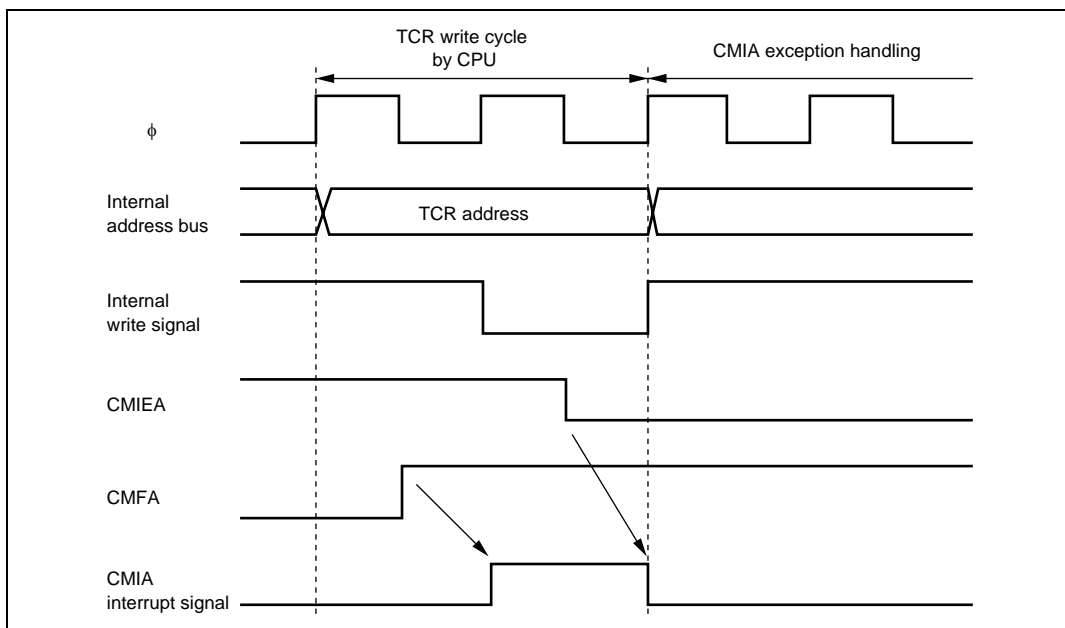 TCR write cycle
by CPU
CMIA exception handling
ϕ
Internal
address bus
TCR address
Internal
write signal
CMIEA
CMFA
CMIA
interrupt signal